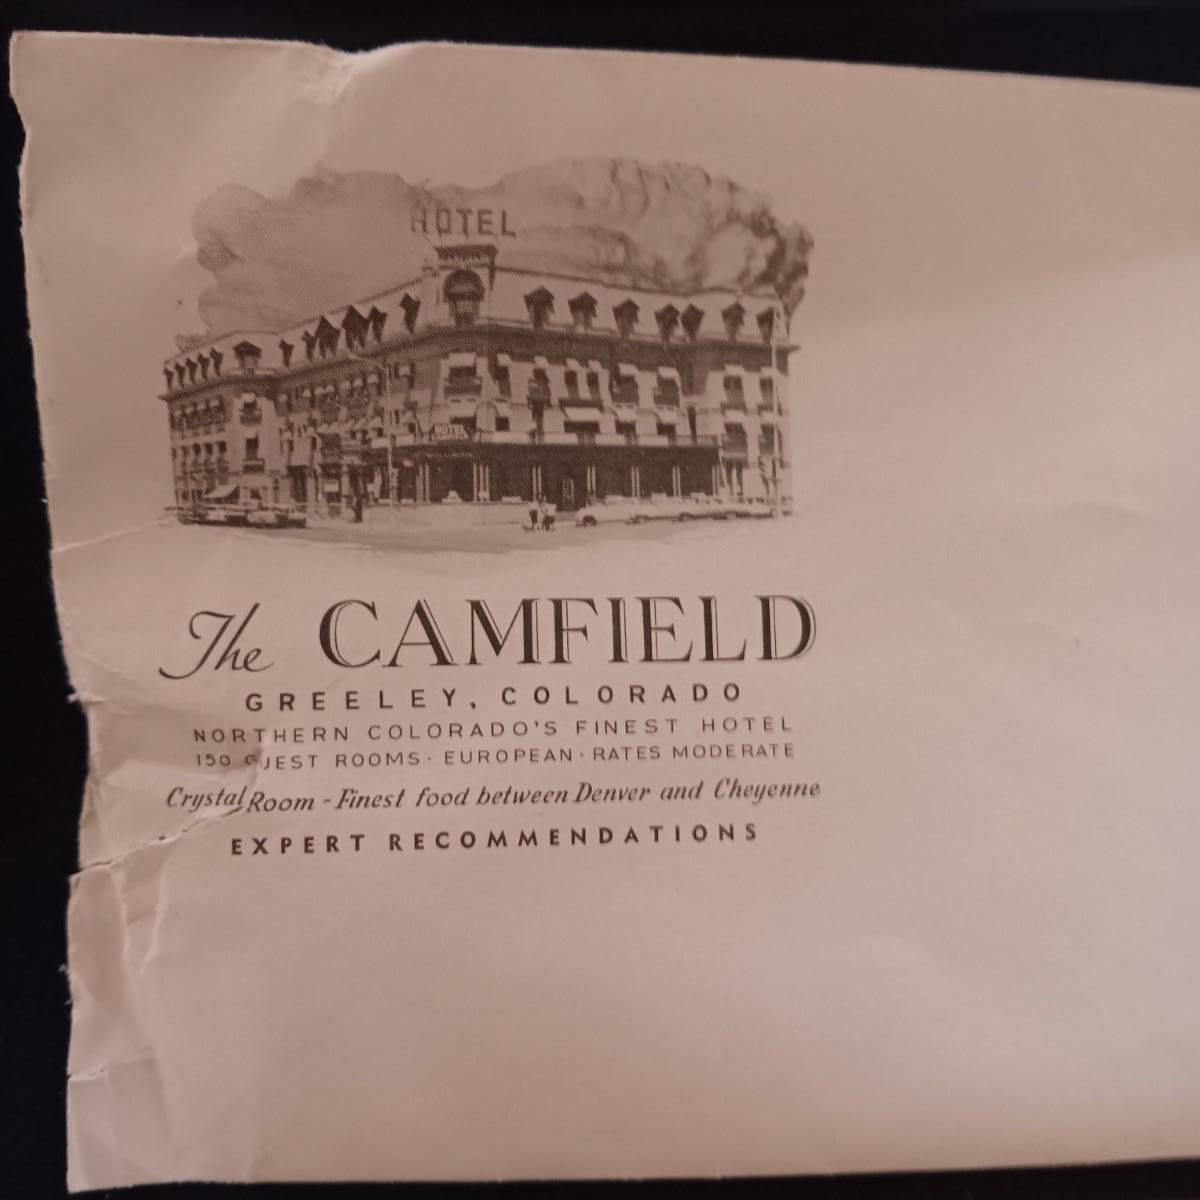 HOTEL
HOTEL
The CAMFIELD
GREELEY, COLORADO
NORTHERN COLORADO'S FINEST HOTEL
150 GUEST ROOMS · EUROPEAN · RATES MODERATE
Crystal Room - Finest food between Denver and Cheyenne
EXPERT RECOMMENDATIONS